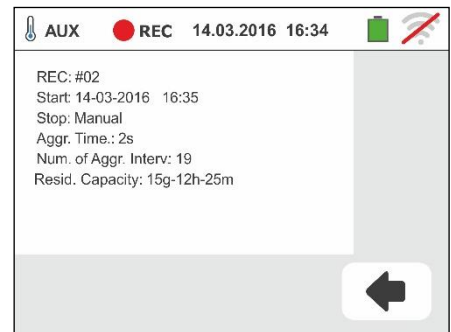 AUX REC 14.03.2016 16:34
REC: #02
Start: 14-03-2016 16:35
Stop: Manual
Aggr. Time.: 2s
Num. of Aggr. Interv: 19
Resid. Capacity: 15g-12h-25m